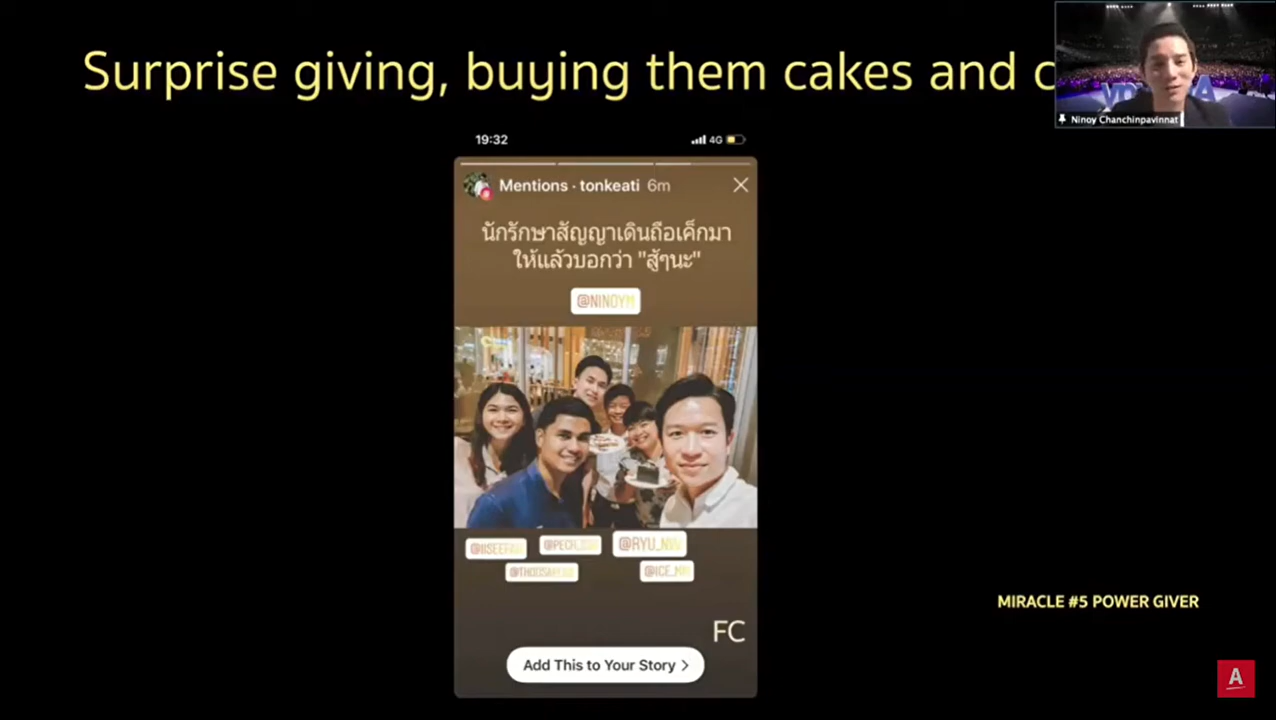 Surprise giving, buying them cakes and
Ninoy Chanchinpavinnat
19:32
4G
Mentions · tonkeati 6m
นักรักษาสัญญาเดินถือเค็กมา
ให้แล้วบอกว่า "สู้ๆนะ"
@NINOYM
@RYU_NW
FC
Add This to Your Story >
MIRACLE #5 POWER GIVER
A